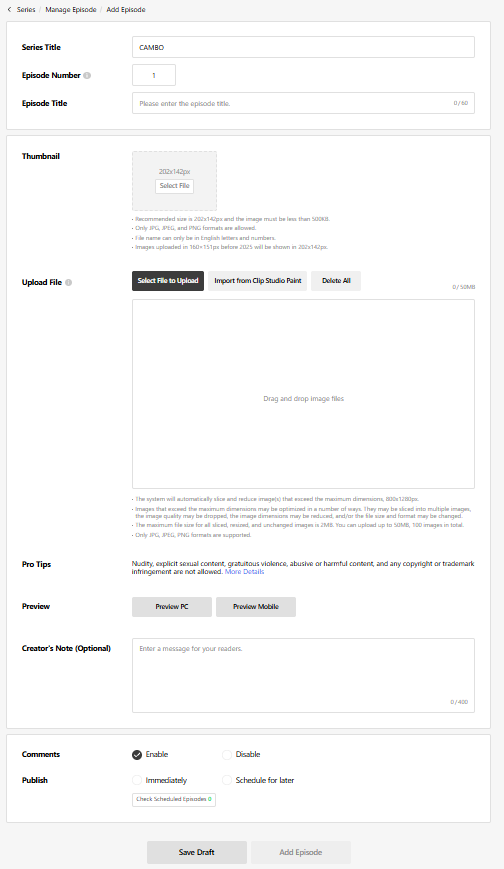 Series / Manage Episode / Add Episode
Series Title
CAMBO
Episode Number
1
Episode Title
Please enter the episode title.
0/60
Thumbnail
202x142px
Select File
• Recommended size is 202x142px and the image must be less than 500KB.
• Only JPG, JPEG, and PNG formats are allowed.
• File name can only be in English letters and numbers.
• Images uploaded in 160×151px before 2025 will be shown in 202x142px.
Upload File
Select File to Upload
Import from Clip Studio Paint
Delete All
0/50MB
Drag and drop image files
• The system will automatically slice and reduce image(s) that exceed the maximum dimensions, 800x1280px.
• Images that exceed the maximum dimensions may be optimized in a number of ways. They may be sliced into multiple images,
the image quality may be dropped, the image dimensions may be reduced, and/or the file size and format may be changed.
• The maximum file size for all sliced, resized, and unchanged images is 2MB. You can upload up to 50MB, 100 images in total.
• Only JPG, JPEG, PNG formats are supported.
Pro Tips
Nudity, explicit sexual content, gratuitous violence, abusive or harmful content, and any copyright or trademark
infringement are not allowed. More Details
Preview
Preview PC
Preview Mobile
Creator's Note (Optional)
Enter a message for your readers.
0/400
Comments
Enable
Disable
Publish
Immediately
Schedule for later
Check Scheduled Episodes 0
Save Draft
Add Episode